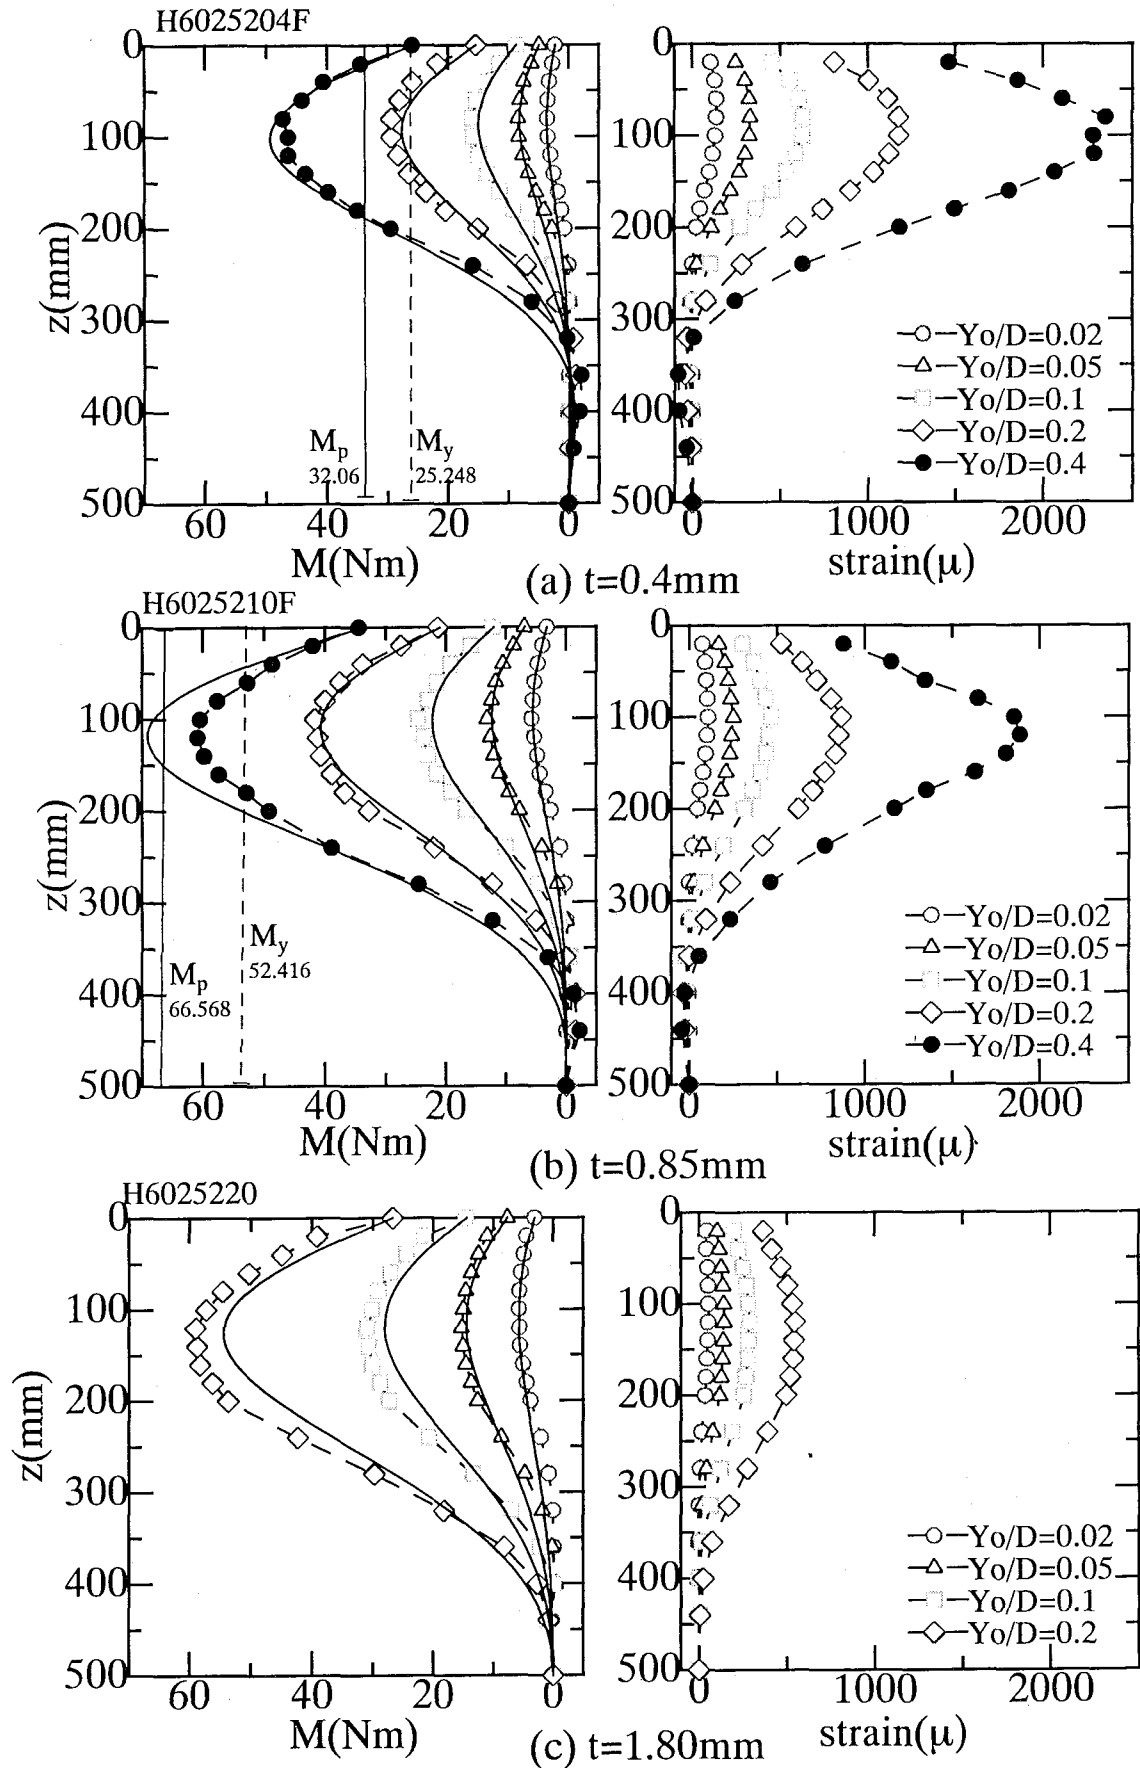 H6025204F
0
100
200
300
400
500
z(mm)
60 40 20 0
M(Nm)
M_p
32.06
M_y
25.248
0
100
200
300
400
500
0 1000 2000
strain(μ)
Yo/D=0.02
Yo/D=0.05
Yo/D=0.1
Yo/D=0.2
Yo/D=0.4
(a) t=0.4mm
H6025210F
0
100
200
300
400
500
z(mm)
60 40 20 0
M(Nm)
M_y
52.416
M_p
66.568
0
100
200
300
400
500
0 1000 2000
strain(μ)
Yo/D=0.02
Yo/D=0.05
Yo/D=0.1
Yo/D=0.2
Yo/D=0.4
(b) t=0.85mm
H6025220
0
100
200
300
400
500
z(mm)
60 40 20 0
M(Nm)
0
100
200
300
400
500
0 1000 2000
strain(μ)
Yo/D=0.02
Yo/D=0.05
Yo/D=0.1
Yo/D=0.2
(c) t=1.80mm